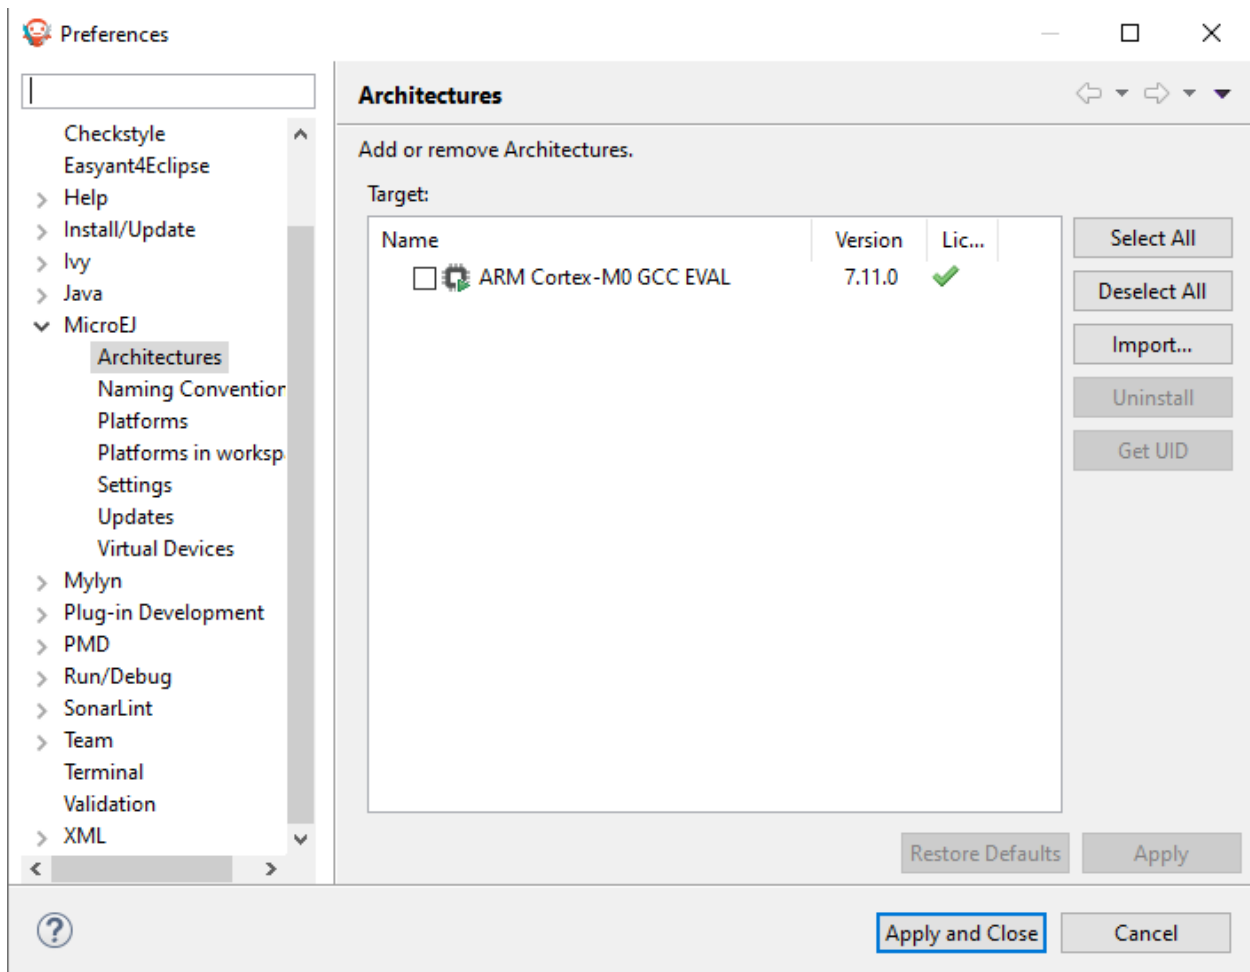 Preferences
Checkstyle
Easyant4Eclipse
Help
Install/Update
Ivy
Java
MicroEJ
Architectures
Naming Convention
Platforms
Platforms in worksp
Settings
Updates
Virtual Devices
Mylyn
Plug-in Development
PMD
Run/Debug
SonarLint
Team
Terminal
Validation
XML
Architectures
Add or remove Architectures.
Target:
Name Version Lic...
ARM Cortex-M0 GCC EVAL 7.11.0
Select All
Deselect All
Import...
Uninstall
Get UID
Restore Defaults Apply
? Apply and Close Cancel